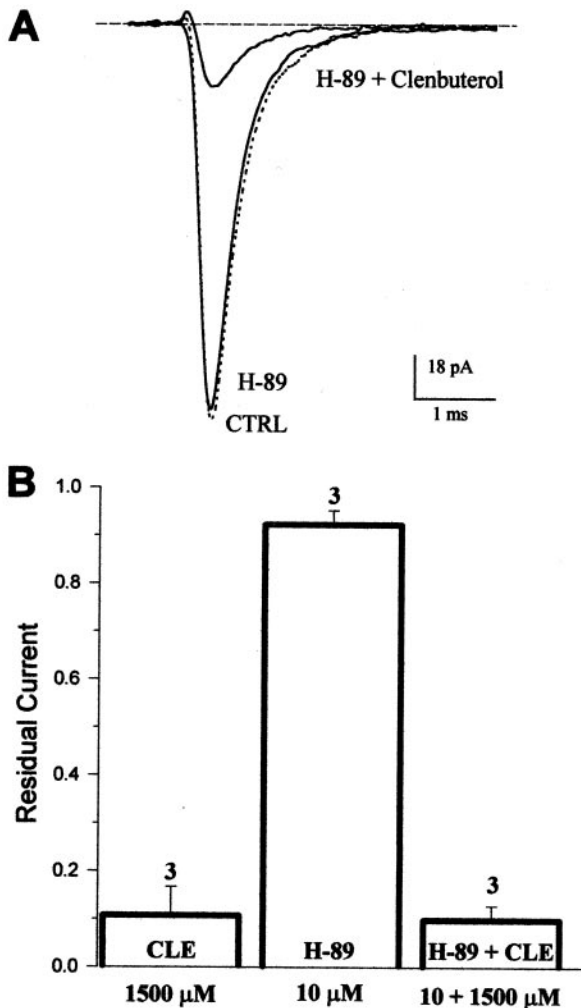 A
H-89 + Clenbuterol
18 pA
1 ms
H-89
CTRL
B
1.0
0.8
0.6
0.4
0.2
0.0
Residual Current
3
3
3
CLE
H-89
H-89 + CLE
1500 µM
10 µM
10 + 1500 µM